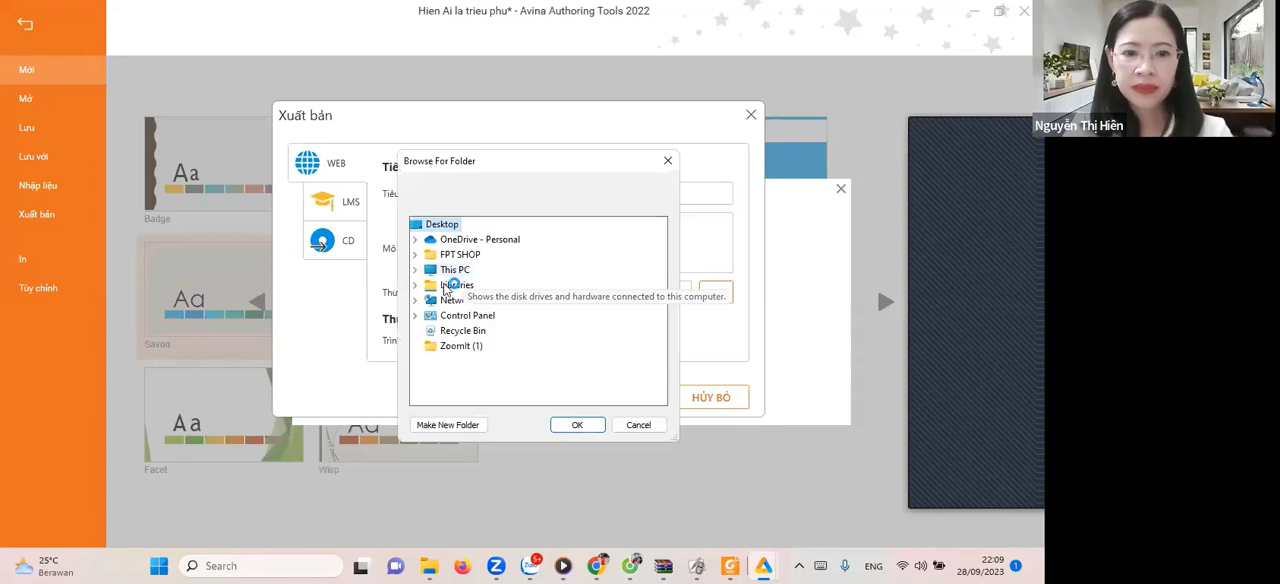 Hien Ai la trieu phu* - Avina Authoring Tools 2022
Mới
Mở
Lưu
Lưu với
Nhập liệu
Xuất bản
In
Tùy chỉnh
Aa
Badge
Aa
Savon
Aa
Facet
Aa
Wisp
Xuất bản
WEB
LMS
CD
HỦY BỎ
Browse For Folder
Desktop
OneDrive - Personal
FPT SHOP
This PC
Libraries
Shows the disk drives and hardware connected to this computer.
Control Panel
Recycle Bin
ZoomIt (1)
Make New Folder
OK
Cancel
Nguyễn Thị Hiên
25°C
Berawan
Search
5+
ENG
22:09
28/09/2023
1